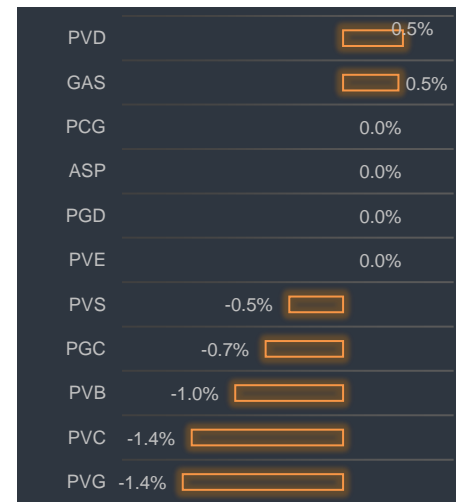 PVD 0.5%
GAS 0.5%
PCG 0.0%
ASP 0.0%
PGD 0.0%
PVE 0.0%
PVS -0.5%
PGC -0.7%
PVB -1.0%
PVC -1.4%
PVG -1.4%